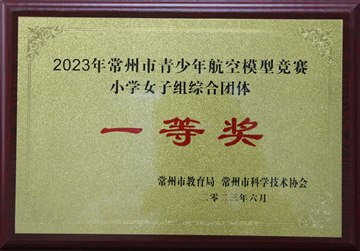 2023年常州市青少年航空模型竞赛
小学女子组综合团体
一等奖
常州市教育局 常州市科学技术协会
二〇二三年六月